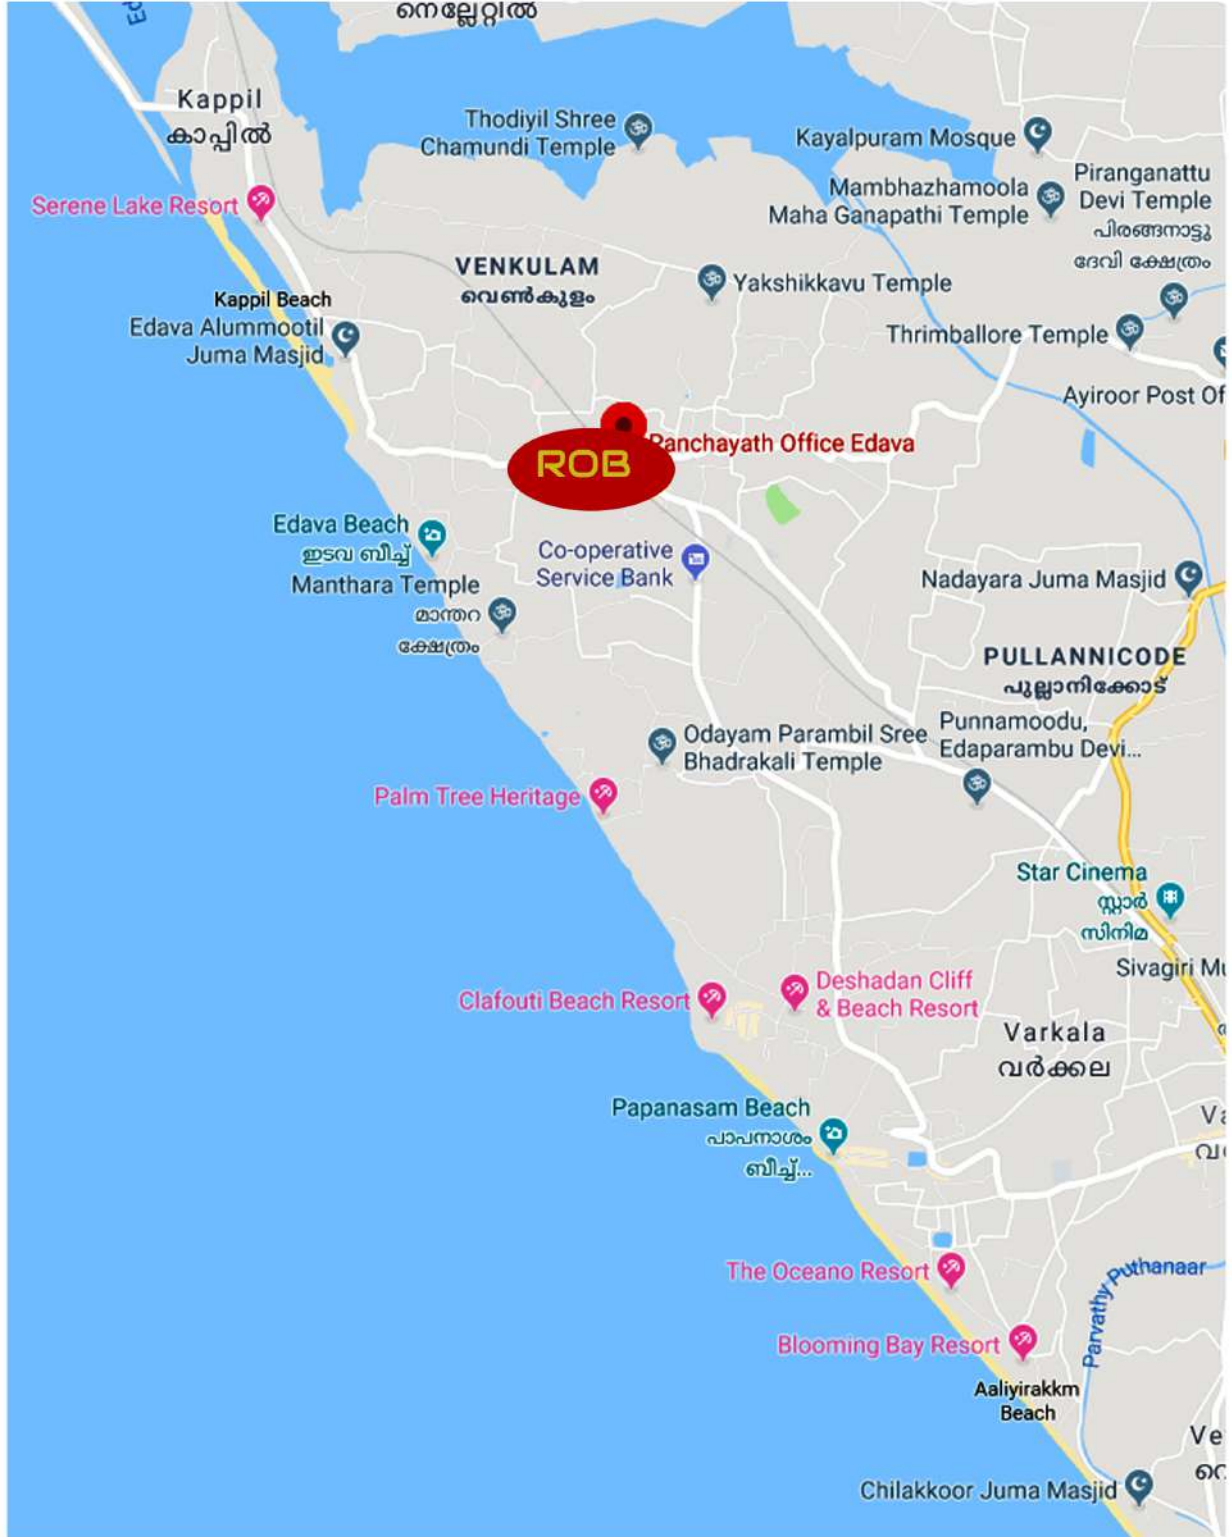 നെല്ലേറ്റിൽ
Kappil
കാപ്പിൽ
Thodiyil Shree
Chamundi Temple
Kayalpuram Mosque
Mambhazhamoola
Maha Ganapathi Temple
Piranganattu
Devi Temple
പിരങ്ങനാട്ടു
ദേവി ക്ഷേത്രം
Serene Lake Resort
VENKULAM
വെൺകുളം
Yakshikkavu Temple
Kappil Beach
Edava Alummootil
Juma Masjid
Thrimballore Temple
Ayiroor Post Of
Panchayath Office Edava
ROB
Edava Beach
ഇടവ ബീച്ച്
Manthara Temple
മാന്തറ
ക്ഷേത്രം
Co-operative
Service Bank
Nadayara Juma Masjid
PULLANNICODE
പുല്ലാനിക്കോട്
Punnamoodu,
Edaparambu Devi...
Odayam Parambil Sree
Bhadrakali Temple
Palm Tree Heritage
Star Cinema
സ്റ്റാർ
സിനിമ
Sivagiri Mu
Clafouti Beach Resort
Deshadan Cliff
& Beach Resort
Varkala
വർക്കല
Papanasam Beach
പാപനാശം
ബീച്ച്...
Va
The Oceano Resort
Parvathy Puthanaar
Blooming Bay Resort
Aaliyirakkm
Beach
Ve
Chilakkoor Juma Masjid